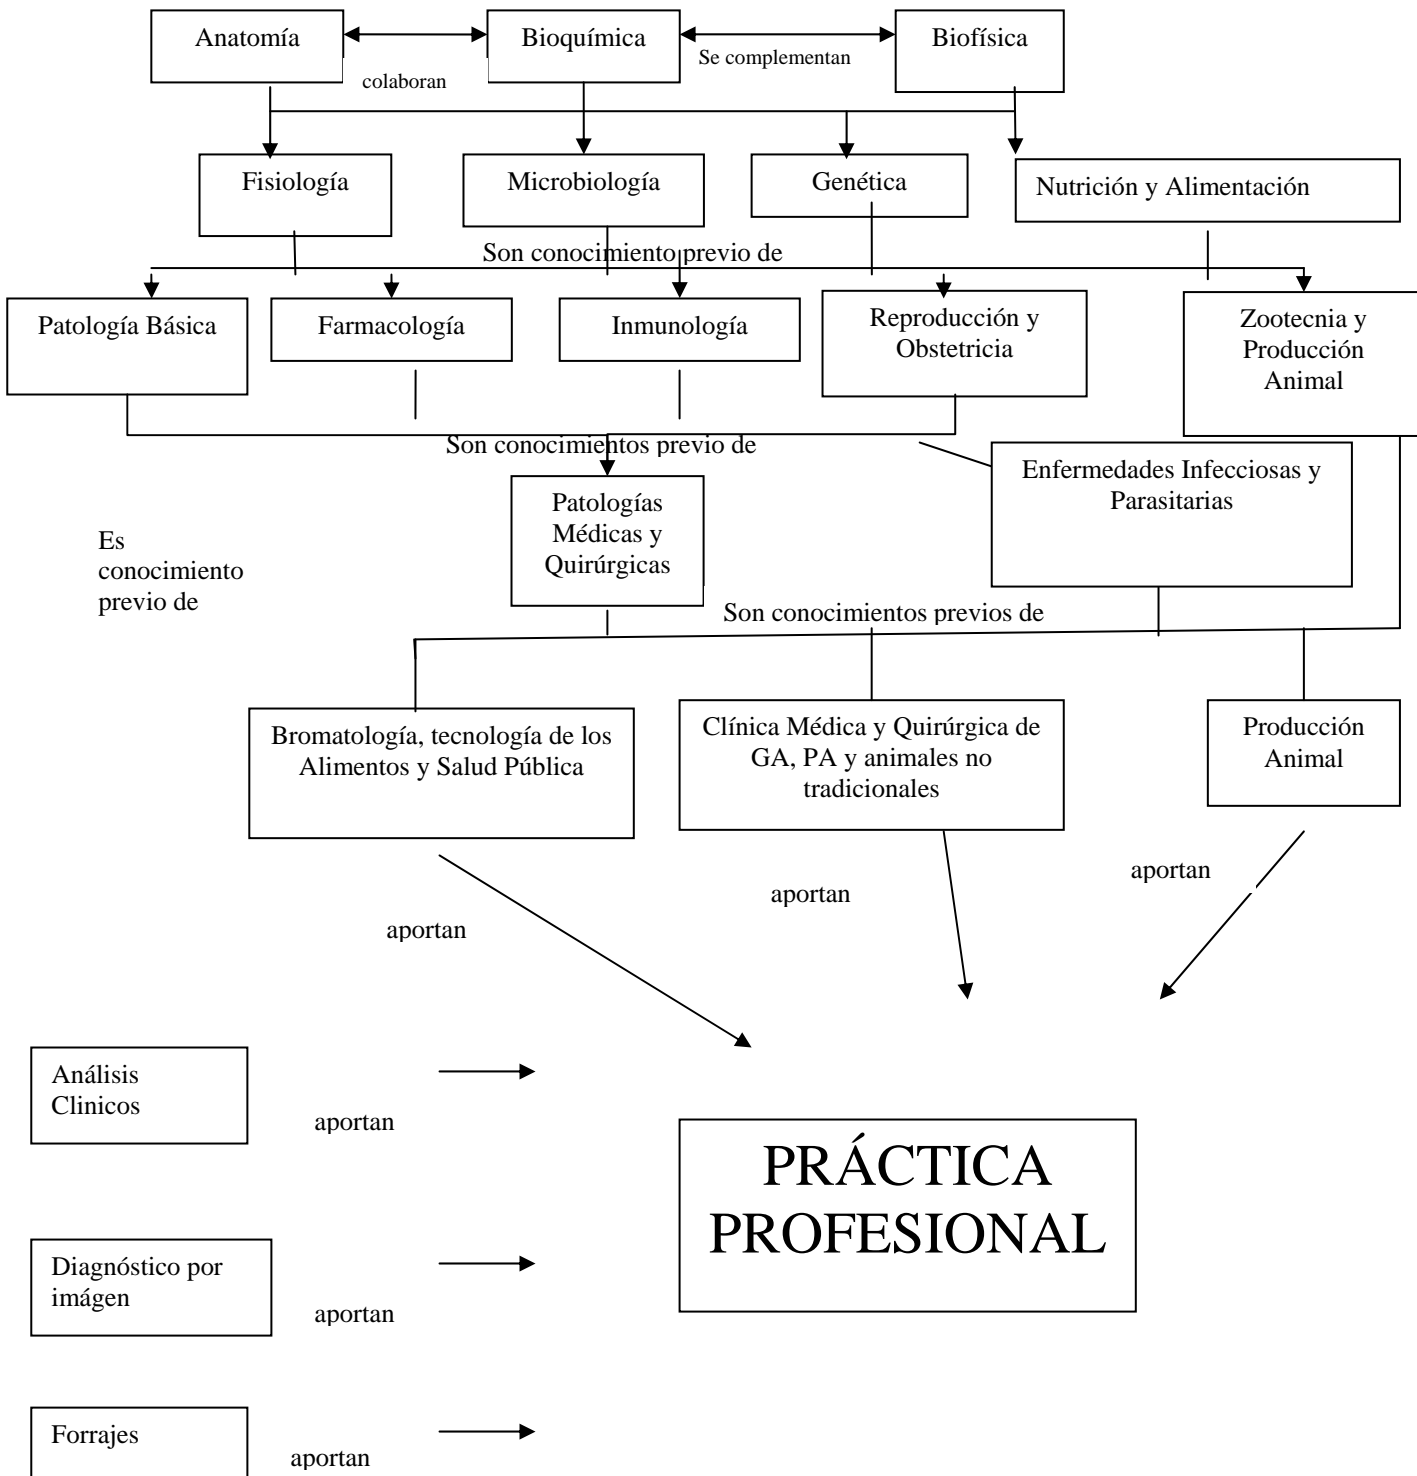 Anatomía
Bioquímica
Biofísica
Se complementan
colaboran
Fisiología
Microbiología
Genética
Nutrición y Alimentación
Son conocimiento previo de
Patología Básica
Farmacología
Inmunología
Reproducción y
Obstetricia
Zootecnia y
Producción
Animal
Son conocimientos previo de
Enfermedades Infecciosas y
Parasitarias
Patologías
Médicas y
Quirúrgicas
Es
conocimiento
previo de
Son conocimientos previos de
Bromatología, tecnología de los
Alimentos y Salud Pública
Clínica Médica y Quirúrgica de
GA, PA y animales no
tradicionales
Producción
Animal
aportan
aportan
aportan
Análisis
Clinicos
aportan
PRÁCTICA
PROFESIONAL
Diagnóstico por
imágen
aportan
Forrajes
aportan